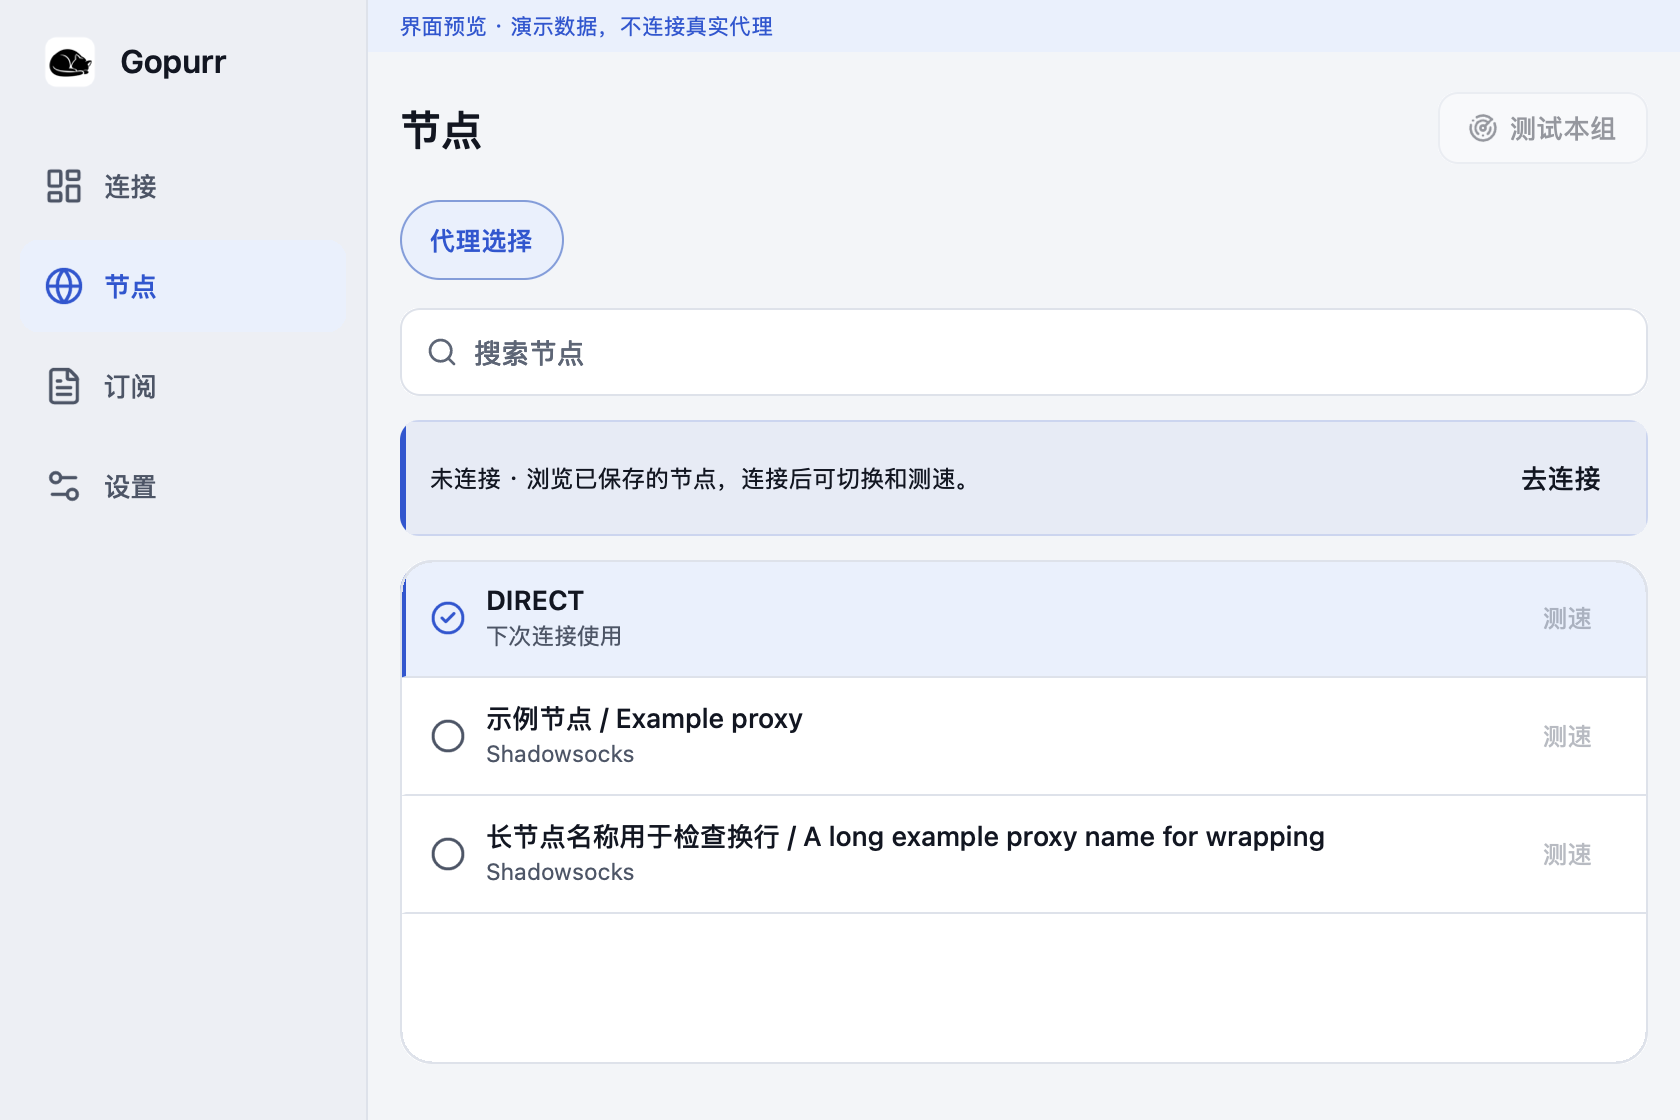 Gopurr
连接
节点
订阅
设置
界面预览 · 演示数据，不连接真实代理
节点
测试本组
代理选择
搜索节点
未连接 · 浏览已保存的节点，连接后可切换和测速。
去连接
DIRECT
下次连接使用
测速
示例节点 / Example proxy
Shadowsocks
测速
长节点名称用于检查换行 / A long example proxy name for wrapping
Shadowsocks
测速